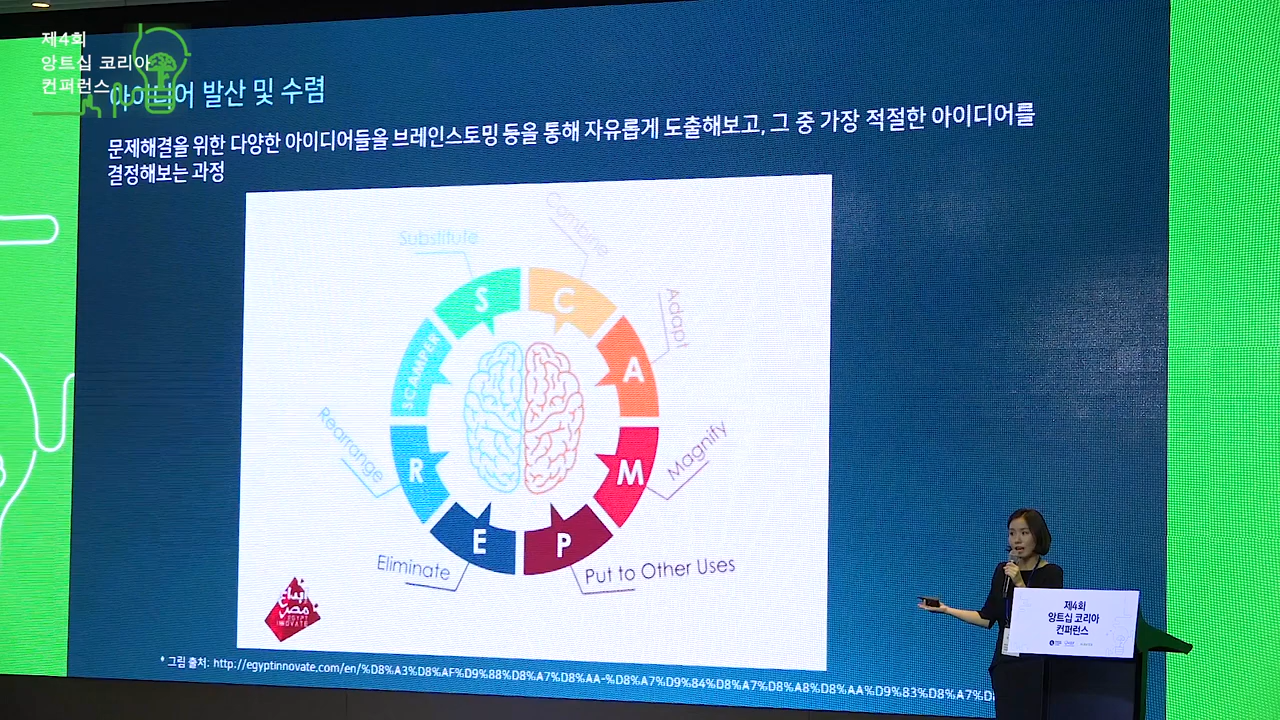 제4회
앙트십 코리아
컨퍼런스
아이디어 발산 및 수렴
문제해결을 위한 다양한 아이디어들을 브레인스토밍 등을 통해 자유롭게 도출해보고, 그 중 가장 적절한 아이디어를
결정해보는 과정
Substitute
Combine
Adapt
Magnify
Put to Other Uses
Eliminate
Rearrange
S
C
A
M
P
E
R
إبداع
مصر
EGYPT
INNOVATE
* 그림 출처: http://egyptinnovate.com/en/%D8%A3%D8%AF%D9%88%D8%A7%D8%AA-%D8%A7%D9%84%D8%A7%D8%A8%D8%AA%D9%83%D8%A7%D
제4회
앙트십 코리아
컨퍼런스